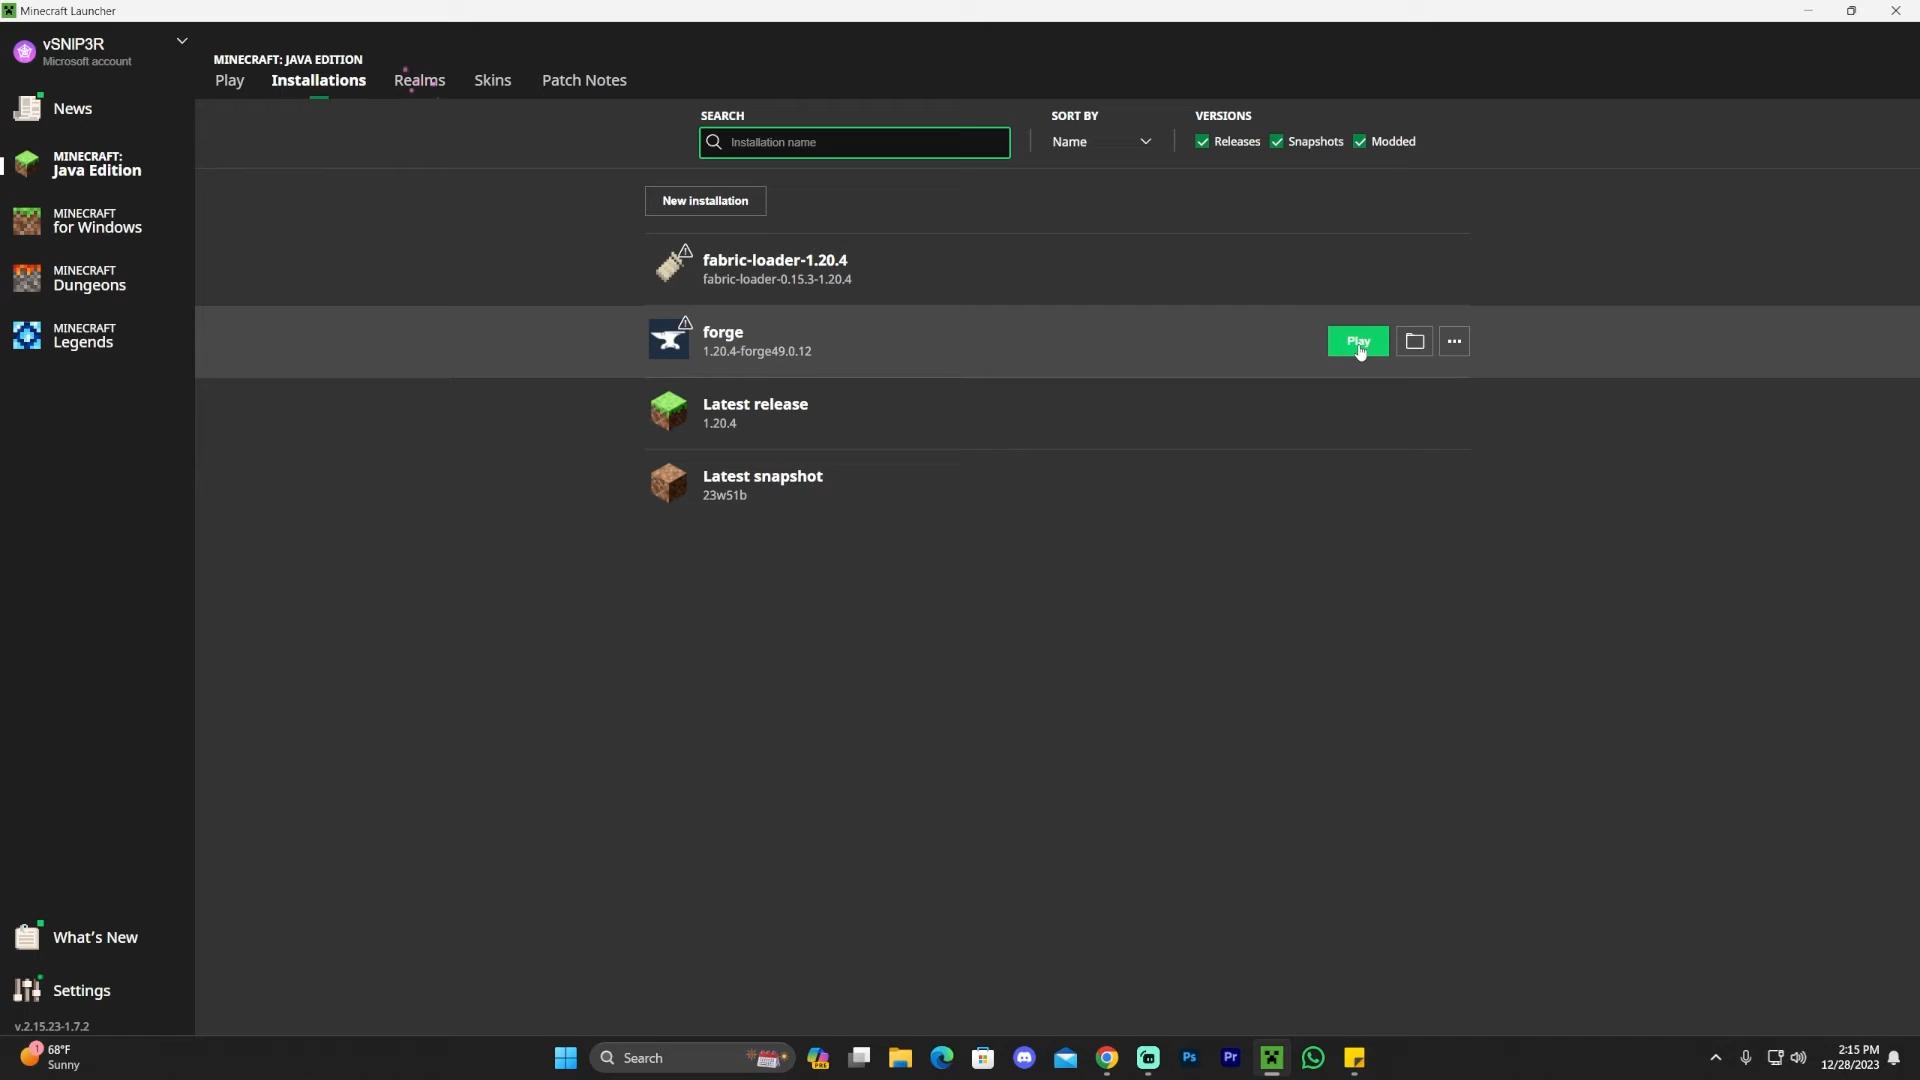 Minecraft Launcher
vSNIP3R
Microsoft account
News
MINECRAFT:
Java Edition
MINECRAFT
for Windows
MINECRAFT
Dungeons
MINECRAFT
Legends
What's New
Settings
v.2.15.23-1.7.2
MINECRAFT: JAVA EDITION
Play Installations Realms Skins Patch Notes
SEARCH SORT BY VERSIONS
Installation name Name Releases Snapshots Modded
New installation
fabric-loader-1.20.4
fabric-loader-0.15.3-1.20.4
forge
1.20.4-forge49.0.12
Play
Latest release
1.20.4
Latest snapshot
23w51b
1
68°F
Sunny
Search
PRE
Ps
Pr
2:15 PM
12/28/2023